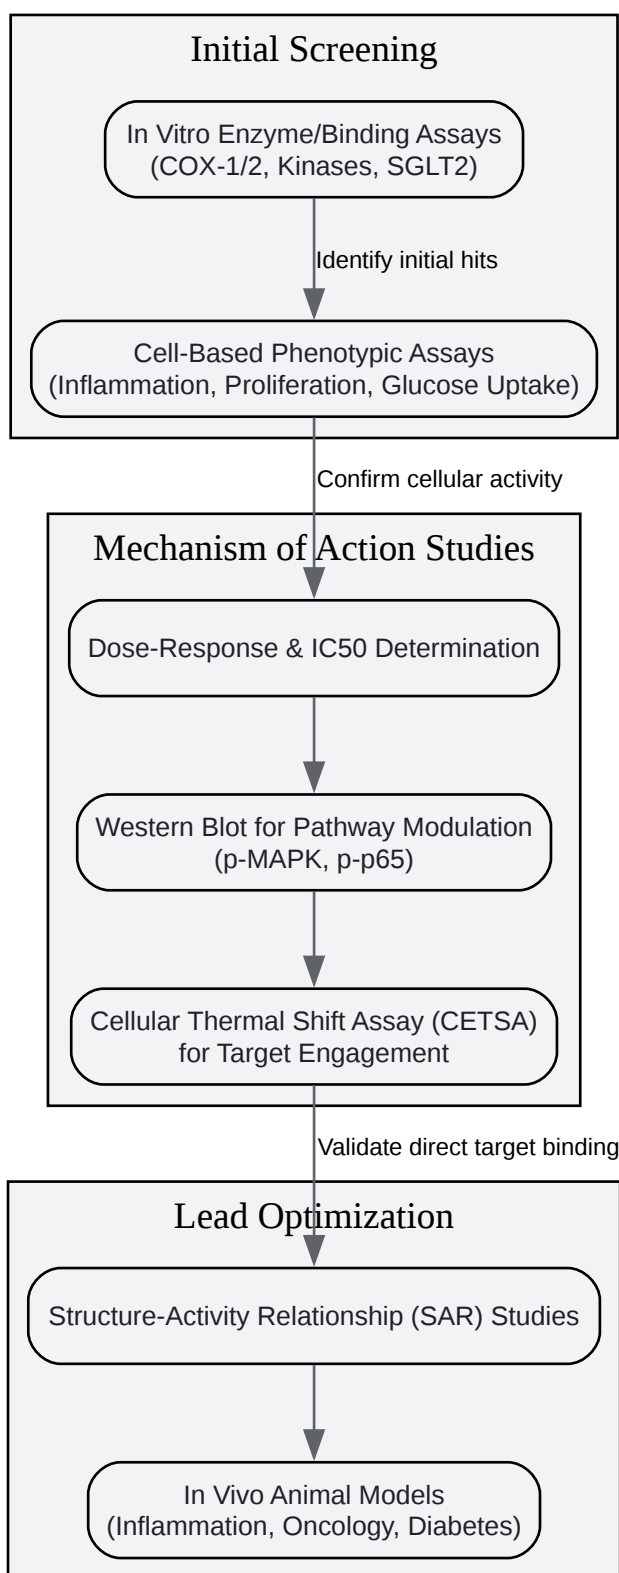 Initial Screening
In Vitro Enzyme/Binding Assays
(COX-1/2, Kinases, SGLT2)
Identify initial hits
Cell-Based Phenotypic Assays
(Inflammation, Proliferation, Glucose Uptake)
Confirm cellular activity
Mechanism of Action Studies
Dose-Response & IC50 Determination
Western Blot for Pathway Modulation
(p-MAPK, p-p65)
Cellular Thermal Shift Assay (CETSA)
for Target Engagement
Validate direct target binding
Lead Optimization
Structure-Activity Relationship (SAR) Studies
In Vivo Animal Models
(Inflammation, Oncology, Diabetes)